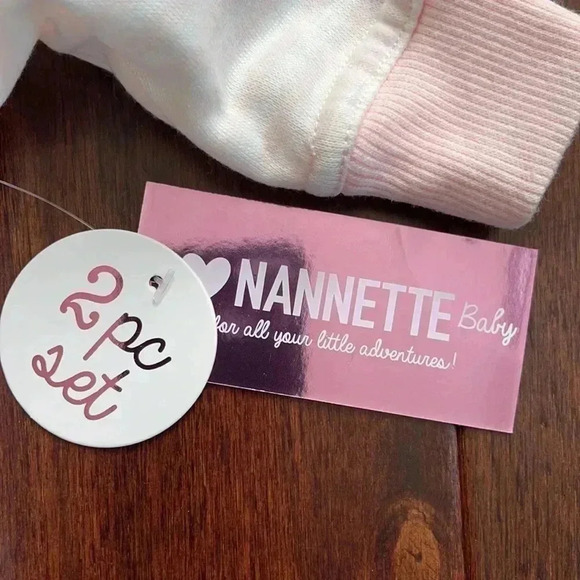 2
pc
set
NANNETTE Baby
for all your little adventures!